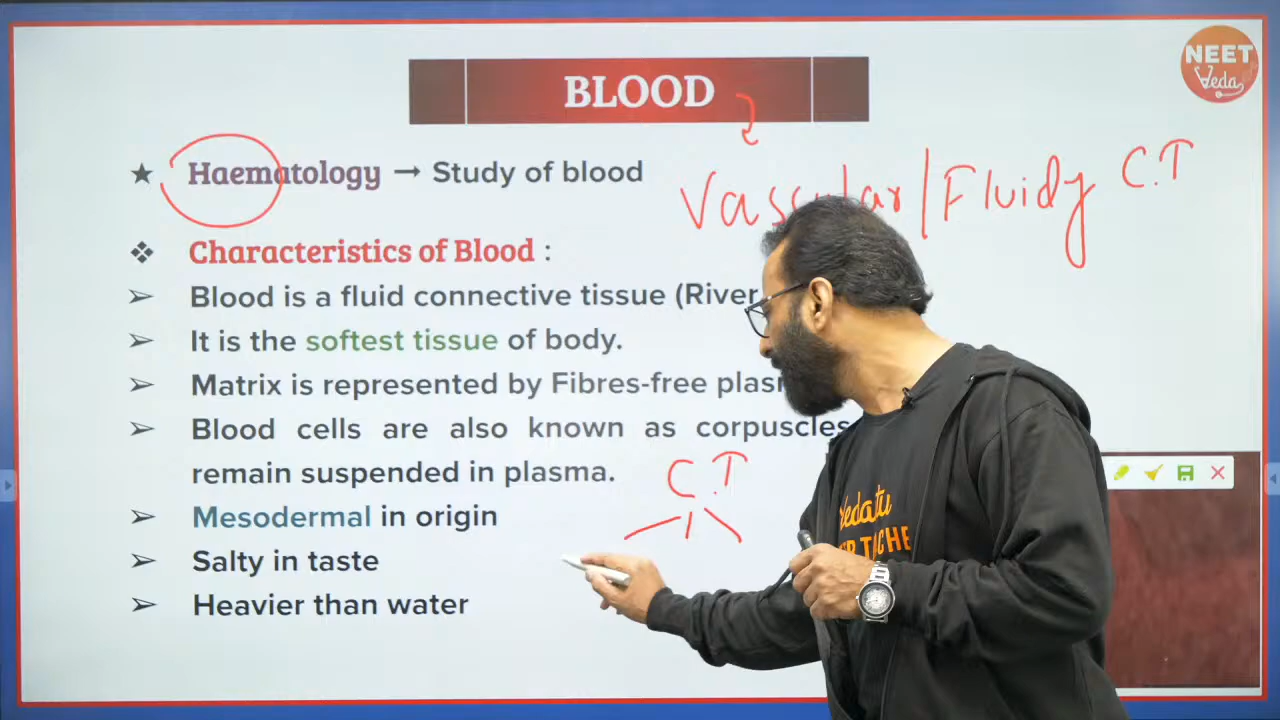 BLOOD
NEET
Veda
★ Haematology → Study of blood
Vascular/Fluidy C.T
❖ Characteristics of Blood :
➢ Blood is a fluid connective tissue (River
➢ It is the softest tissue of body.
➢ Matrix is represented by Fibres-free
➢ Blood cells are also known as corpuscles
remain suspended in plasma.
C.T
➢ Mesodermal in origin
➢ Salty in taste
➢ Heavier than water